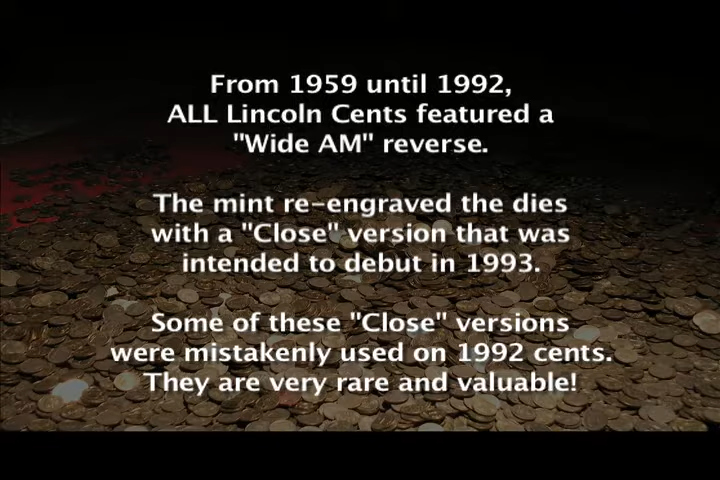 From 1959 until 1992,
ALL Lincoln Cents featured a
"Wide AM" reverse.
The mint re-engraved the dies
with a "Close" version that was
intended to debut in 1993.
Some of these "Close" versions
were mistakenly used on 1992 cents.
They are very rare and valuable!